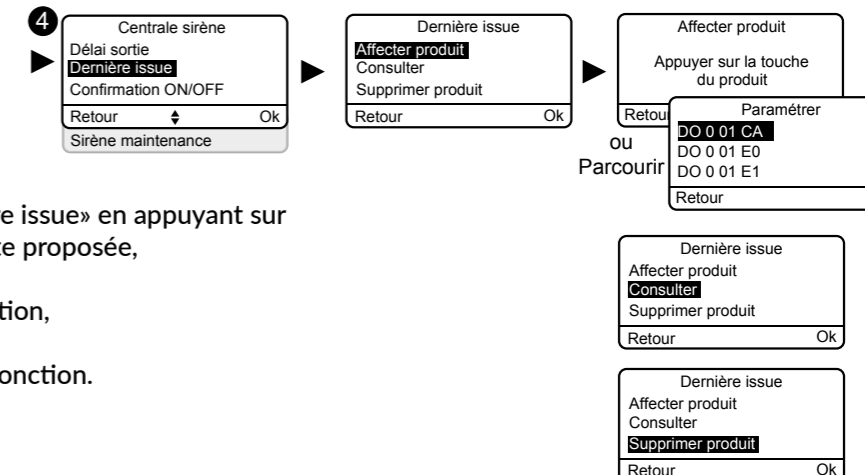 4
Centrale sirène
Délai sortie
Dernière issue
Confirmation ON/OFF
Retour Ok
Sirène maintenance
Dernière issue
Affecter produit
Consulter
Supprimer produit
Retour Ok
Affecter produit
Appuyer sur la touche
du produit
Retou
ou
Parcourir
Paramétrer
DO 0 01 CA
DO 0 01 E0
DO 0 01 E1
Retour
re issue» en appuyant sur
te proposée,
tion,
onction.
Dernière issue
Affecter produit
Consulter
Supprimer produit
Retour Ok
Dernière issue
Affecter produit
Consulter
Supprimer produit
Retour Ok